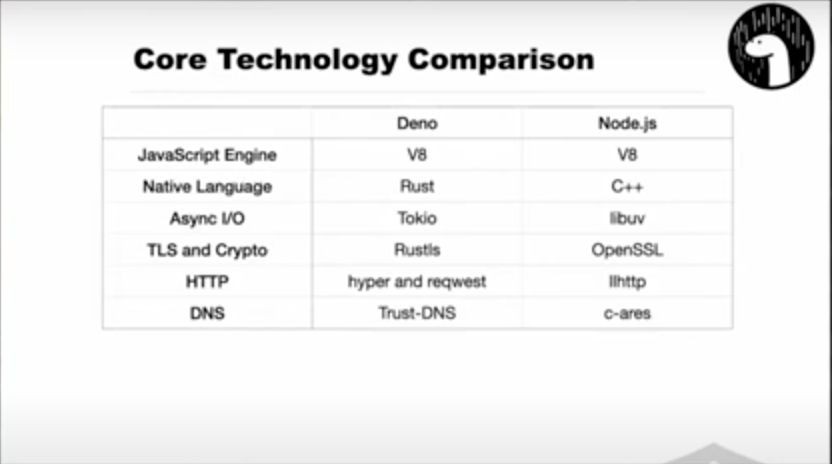 Core Technology Comparison
Deno Node.js
JavaScript Engine V8 V8
Native Language Rust C++
Async I/O Tokio libuv
TLS and Crypto Rustls OpenSSL
HTTP hyper and reqwest llhttp
DNS Trust-DNS c-ares